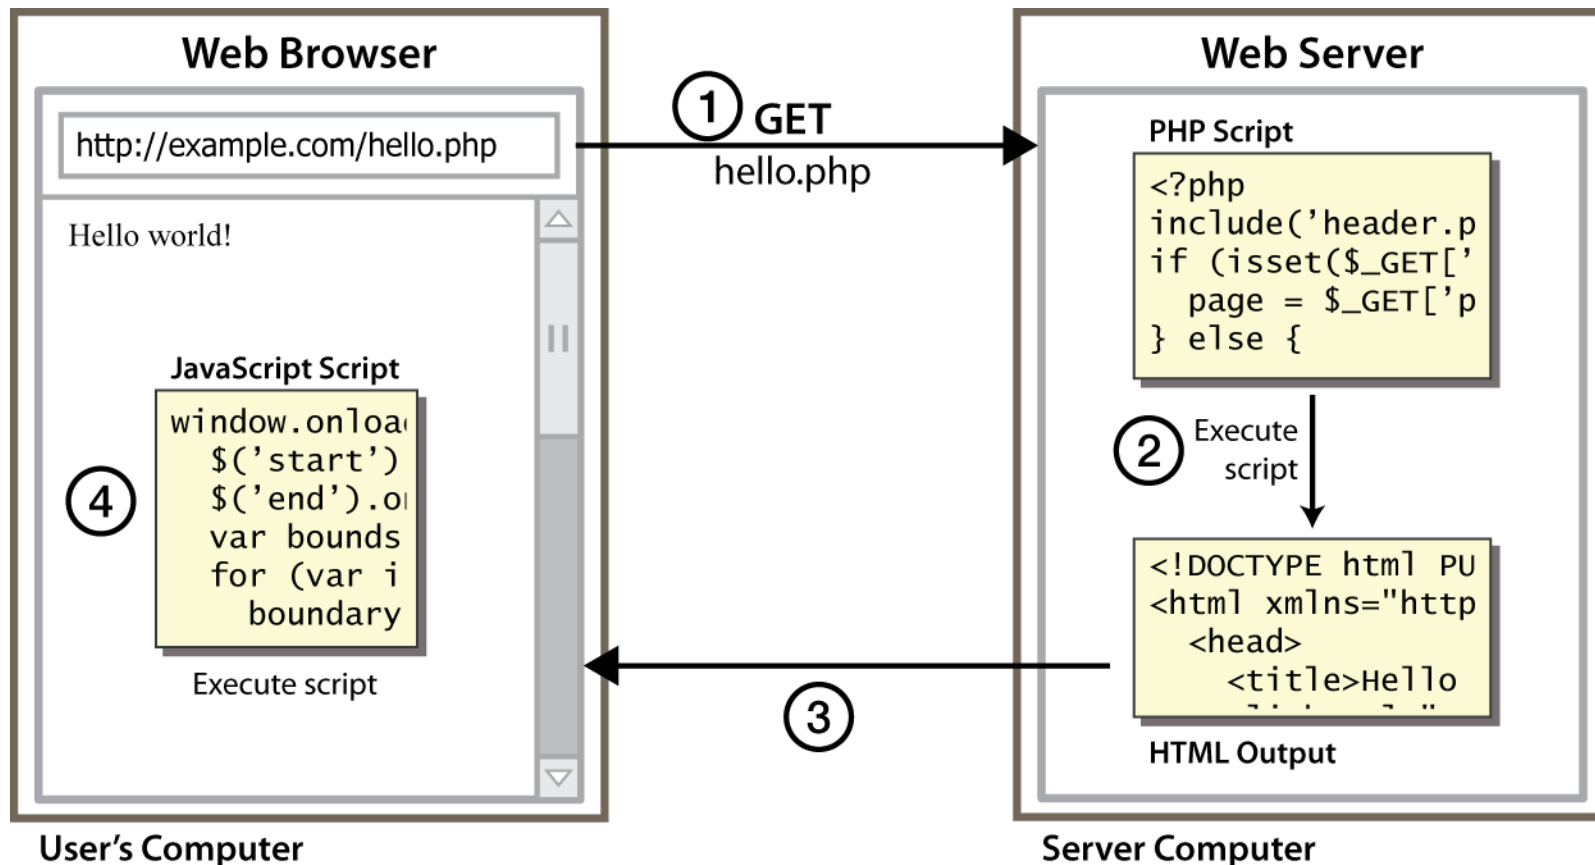 Web Browser
http://example.com/hello.php
Hello world!
JavaScript Script
window.onload
$('start')
$('end').on
var bounds
for (var i
boundary
4
Execute script
User's Computer
1 GET
hello.php
3
Web Server
PHP Script
<?php
include('header.p
if (isset($_GET['
page = $_GET['p
} else {
2 Execute
script
<!DOCTYPE html PU
<html xmlns="http
<head>
<title>Hello
HTML Output
Server Computer